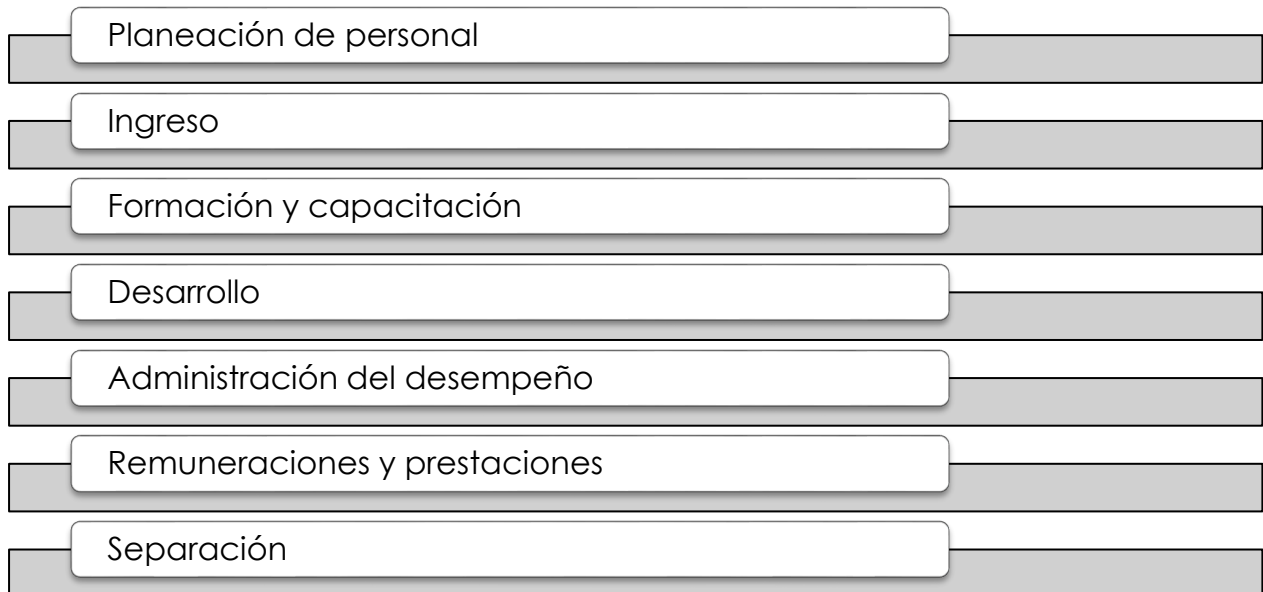 Planeación de personal
Ingreso
Formación y capacitación
Desarrollo
Administración del desempeño
Remuneraciones y prestaciones
Separación